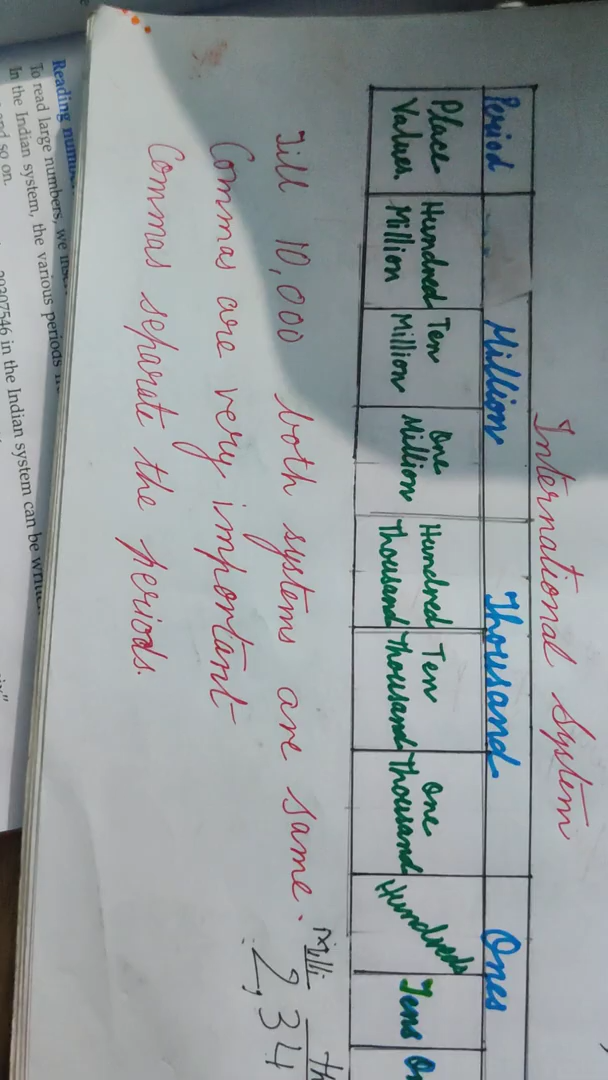 International System
Period Million Thousand Ones
Place Values Hundred Million Ten Million One Million Hundred Thousand Ten Thousand One Thousand Hundreds Tens
Till 10,000 both systems are same.
Commas are very important
Commas separate the periods.
Milli Th
2,34
Reading
To read large numbers, we
In the Indian system, the various periods
and so on.
20207546 in the Indian system can be